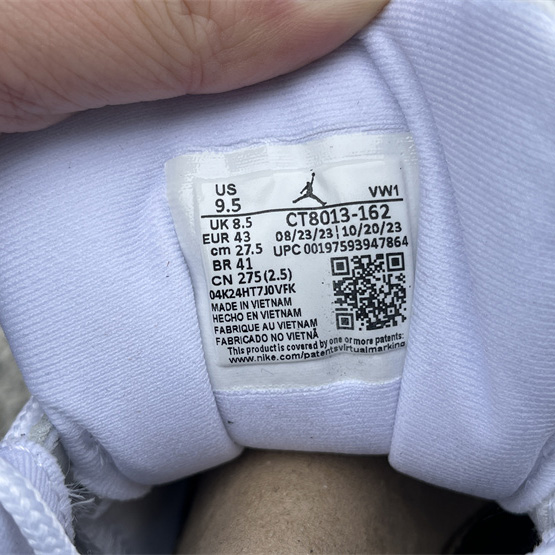 US
9.5
VW1
UK 8.5
CT8013-162
EUR 43
08/23/23 | 10/20/23
cm 27.5
UPC 00197593947864
BR 41
CN 275(2.5)
04K24HT7J0VFK
MADE IN VIETNAM
HECHO EN VIETNAM
FABRIQUE AU VIETNAM
FABRICADO NO VIETNÃ
This product is covered by one or more patents:
www.nike.com/patentsvirtualmarking